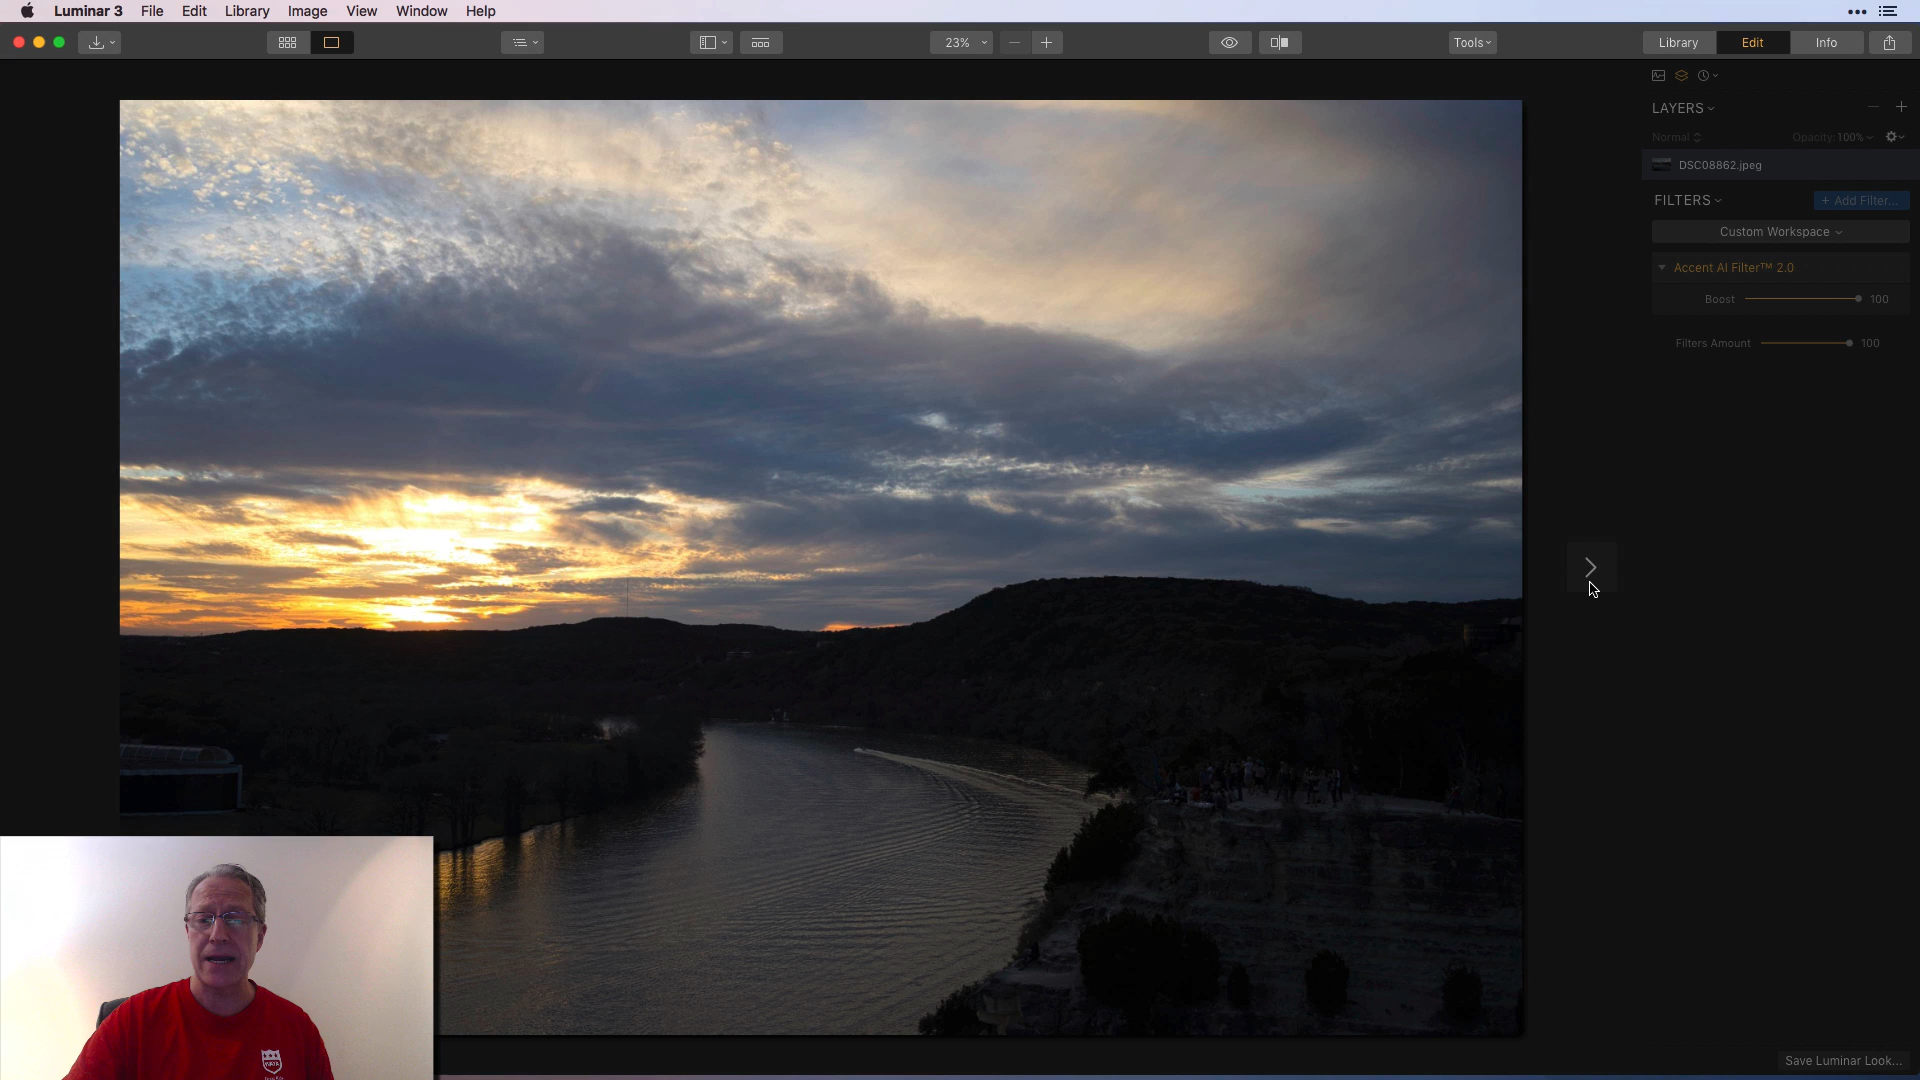 Luminar 3 File Edit Library Image View Window Help
23% Tools Library Edit Info
LAYERS
Normal Opacity: 100%
DSC08862.jpeg
FILTERS + Add Filter...
Custom Workspace
Accent AI Filter™ 2.0
Boost 100
Filters Amount 100
Save Luminar Look...